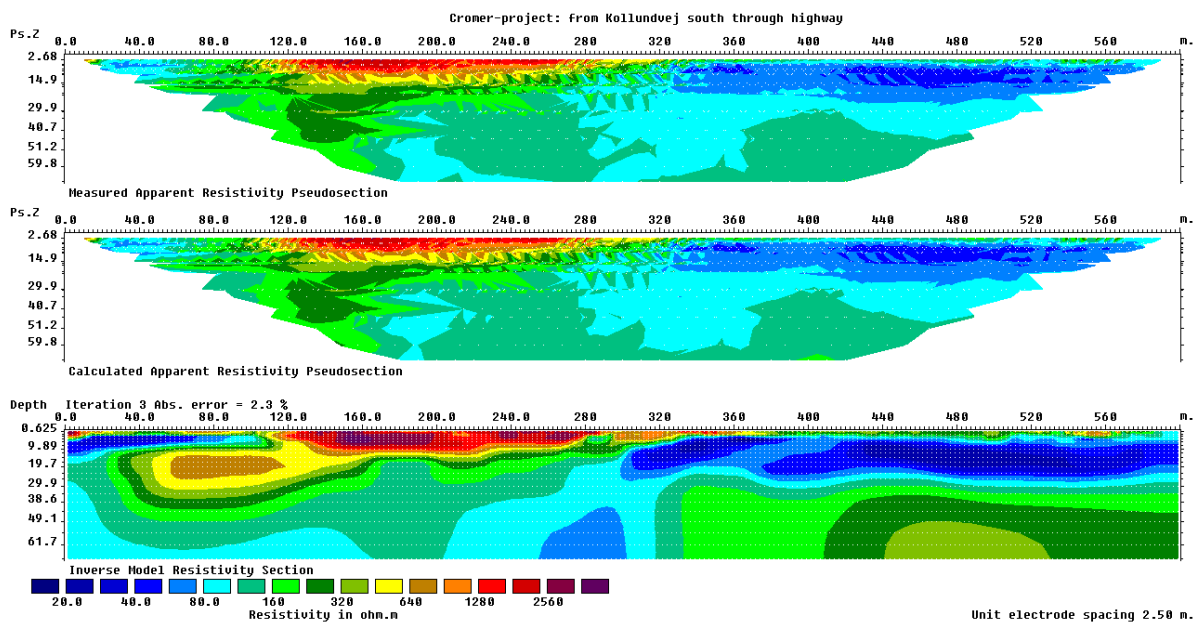 Cromer-project: from Kollundvej south through highway
Ps.Z
0.0 40.0 80.0 120.0 160.0 200.0 240.0 280.0 320 360 400 440 480 520 560 m.
2.68
14.9
29.9
40.7
51.2
59.8
Measured Apparent Resistivity Pseudosection
Ps.Z
0.0 40.0 80.0 120.0 160.0 200.0 240.0 280.0 320 360 400 440 480 520 560 m.
2.68
14.9
29.9
40.7
51.2
59.8
Calculated Apparent Resistivity Pseudosection
Depth Iteration 3 Abs. error = 2.3 %
0.0 40.0 80.0 120.0 160.0 200.0 240.0 280.0 320 360 400 440 480 520 560 m.
0.625
9.89
19.7
29.9
38.6
49.1
61.7
Inverse Model Resistivity Section
20.0 40.0 80.0 160 320 640 1280 2560
Resistivity in ohm.m
Unit electrode spacing 2.50 m.